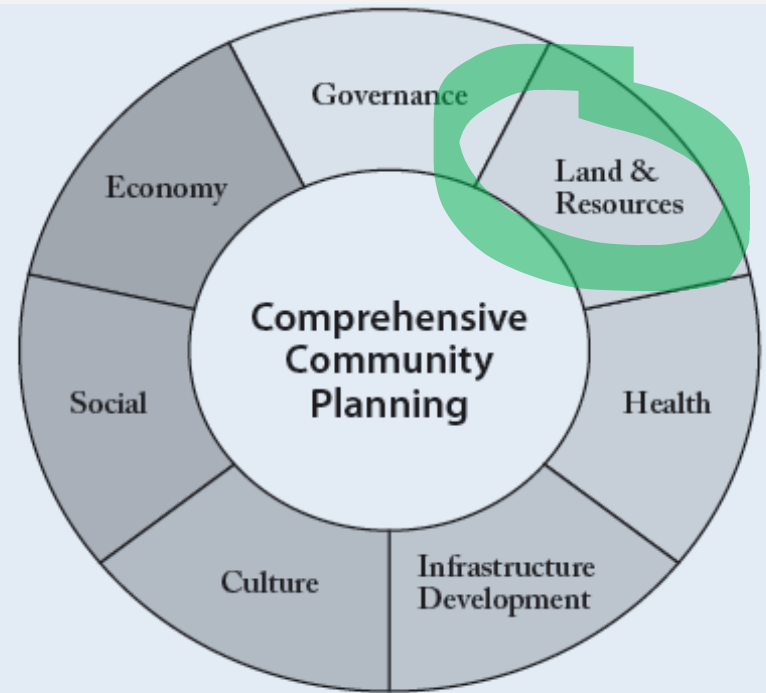 Governance
Land &
Resources
Economy
Comprehensive
Community
Planning
Social
Health
Infrastructure
Development
Culture